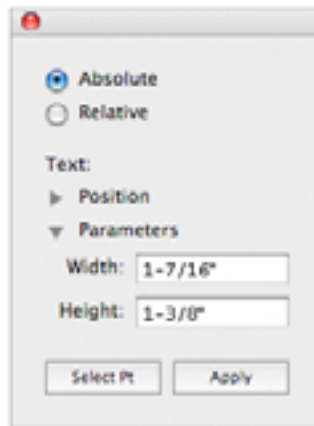 Absolute
Relative
Text:
Position
Parameters
Width: 1-7/16"
Height: 1-3/8"
Select Pt Apply